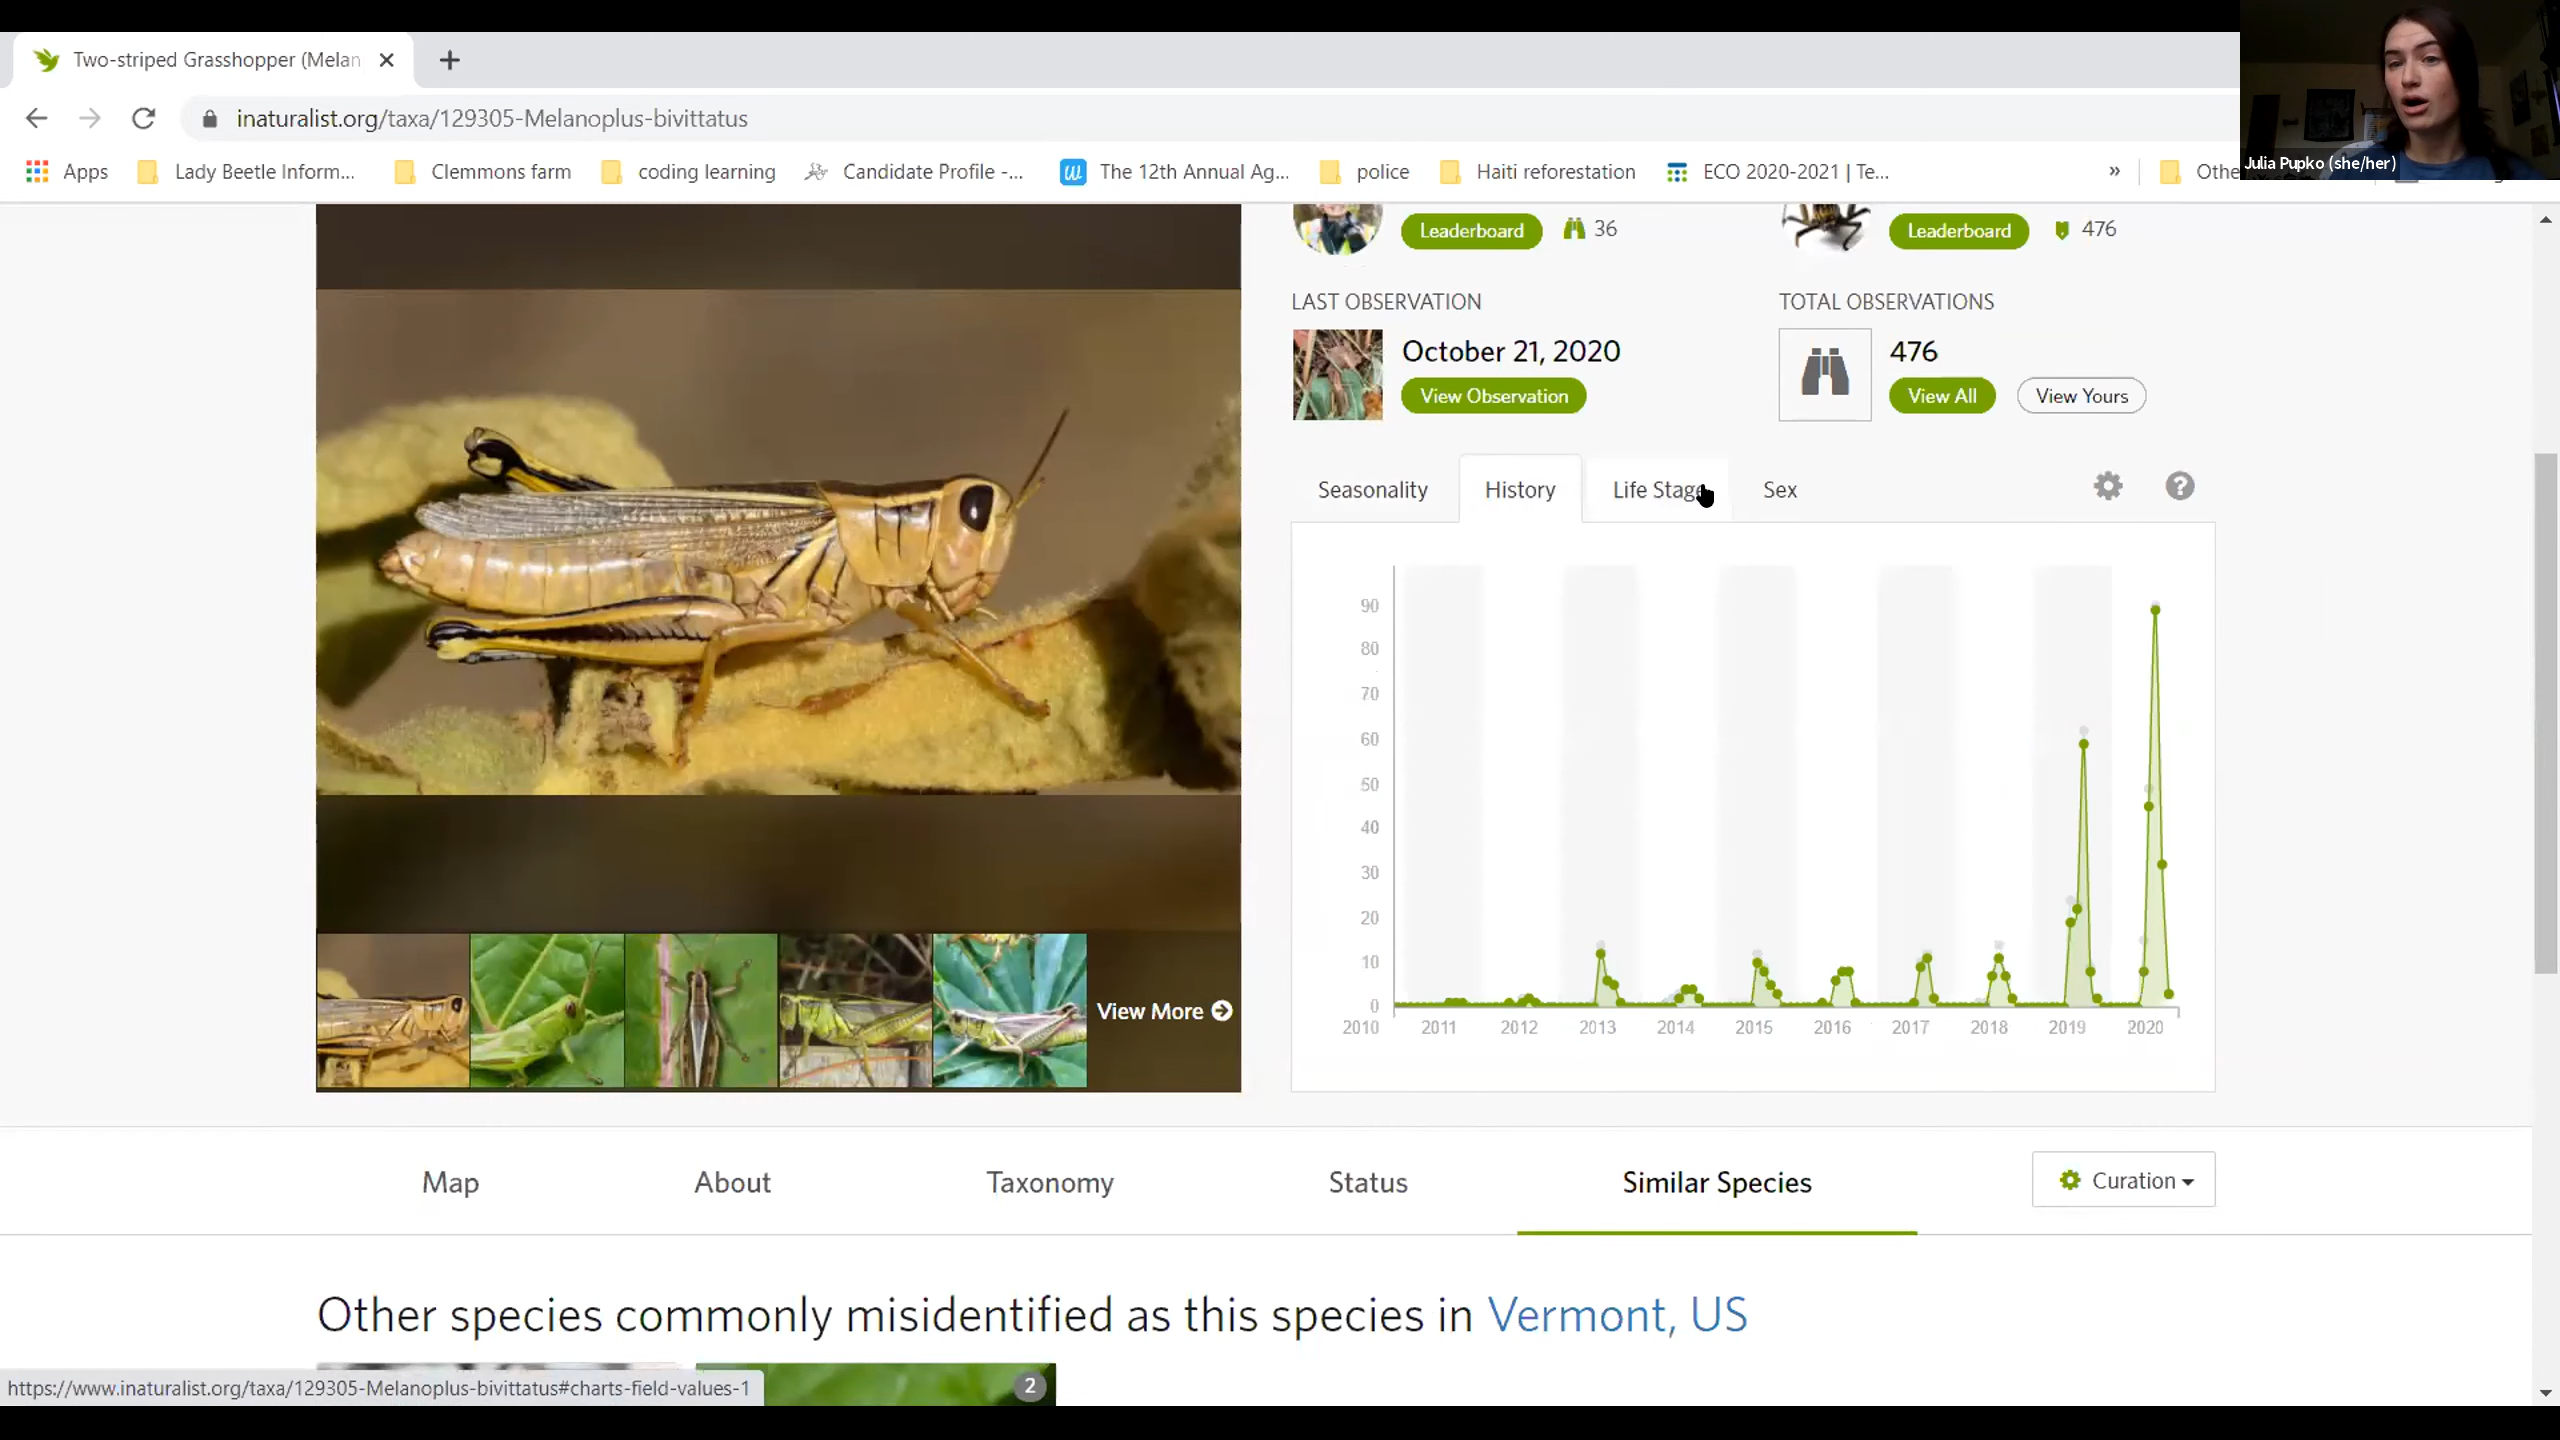 Two-striped Grasshopper (Melan
inaturalist.org/taxa/129305-Melanoplus-bivittatus
Apps
Lady Beetle Inform...
Clemmons farm
coding learning
Candidate Profile -...
The 12th Annual Ag...
police
Haiti reforestation
ECO 2020-2021 | Te...
»
Othe
Julia Pupko (she/her)
Leaderboard
36
Leaderboard
476
LAST OBSERVATION
October 21, 2020
View Observation
TOTAL OBSERVATIONS
476
View All
View Yours
Seasonality
History
Life Stage
Sex
90
80
70
60
50
40
30
20
10
0
2010 2011 2012 2013 2014 2015 2016 2017 2018 2019 2020
View More
Map
About
Taxonomy
Status
Similar Species
Curation
Other species commonly misidentified as this species in Vermont, US
2
https://www.inaturalist.org/taxa/129305-Melanoplus-bivittatus#charts-field-values-1